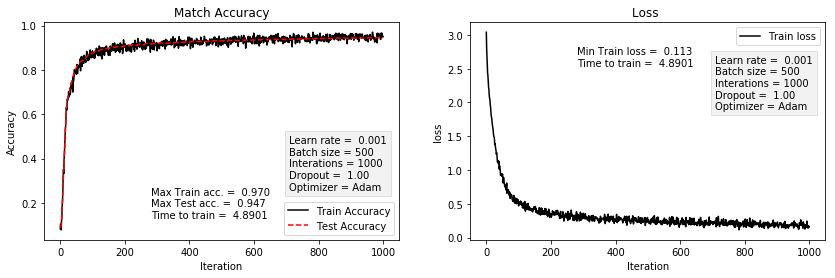 Match Accuracy
1.0
0.8
0.6
0.4
0.2
Accuracy
0 200 400 600 800 1000
Iteration
Learn rate = 0.001
Batch size = 500
Interations = 1000
Dropout = 1.00
Optimizer = Adam
Max Train acc. = 0.970
Max Test acc. = 0.947
Time to train = 4.8901
Train Accuracy
Test Accuracy
Loss
3.0
2.5
2.0
1.5
1.0
0.5
0.0
loss
0 200 400 600 800 1000
Iteration
Min Train loss = 0.113
Time to train = 4.8901
Train loss
Learn rate = 0.001
Batch size = 500
Interations = 1000
Dropout = 1.00
Optimizer = Adam